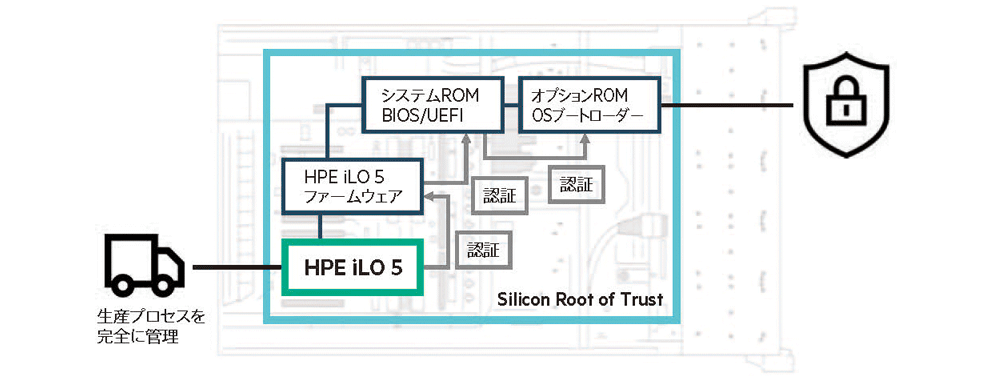 システムROM
BIOS/UEFI
オプションROM
OSブートローダー
HPE iLO 5
ファームウェア
認証
認証
認証
HPE iLO 5
Silicon Root of Trust
生産プロセスを
完全に管理